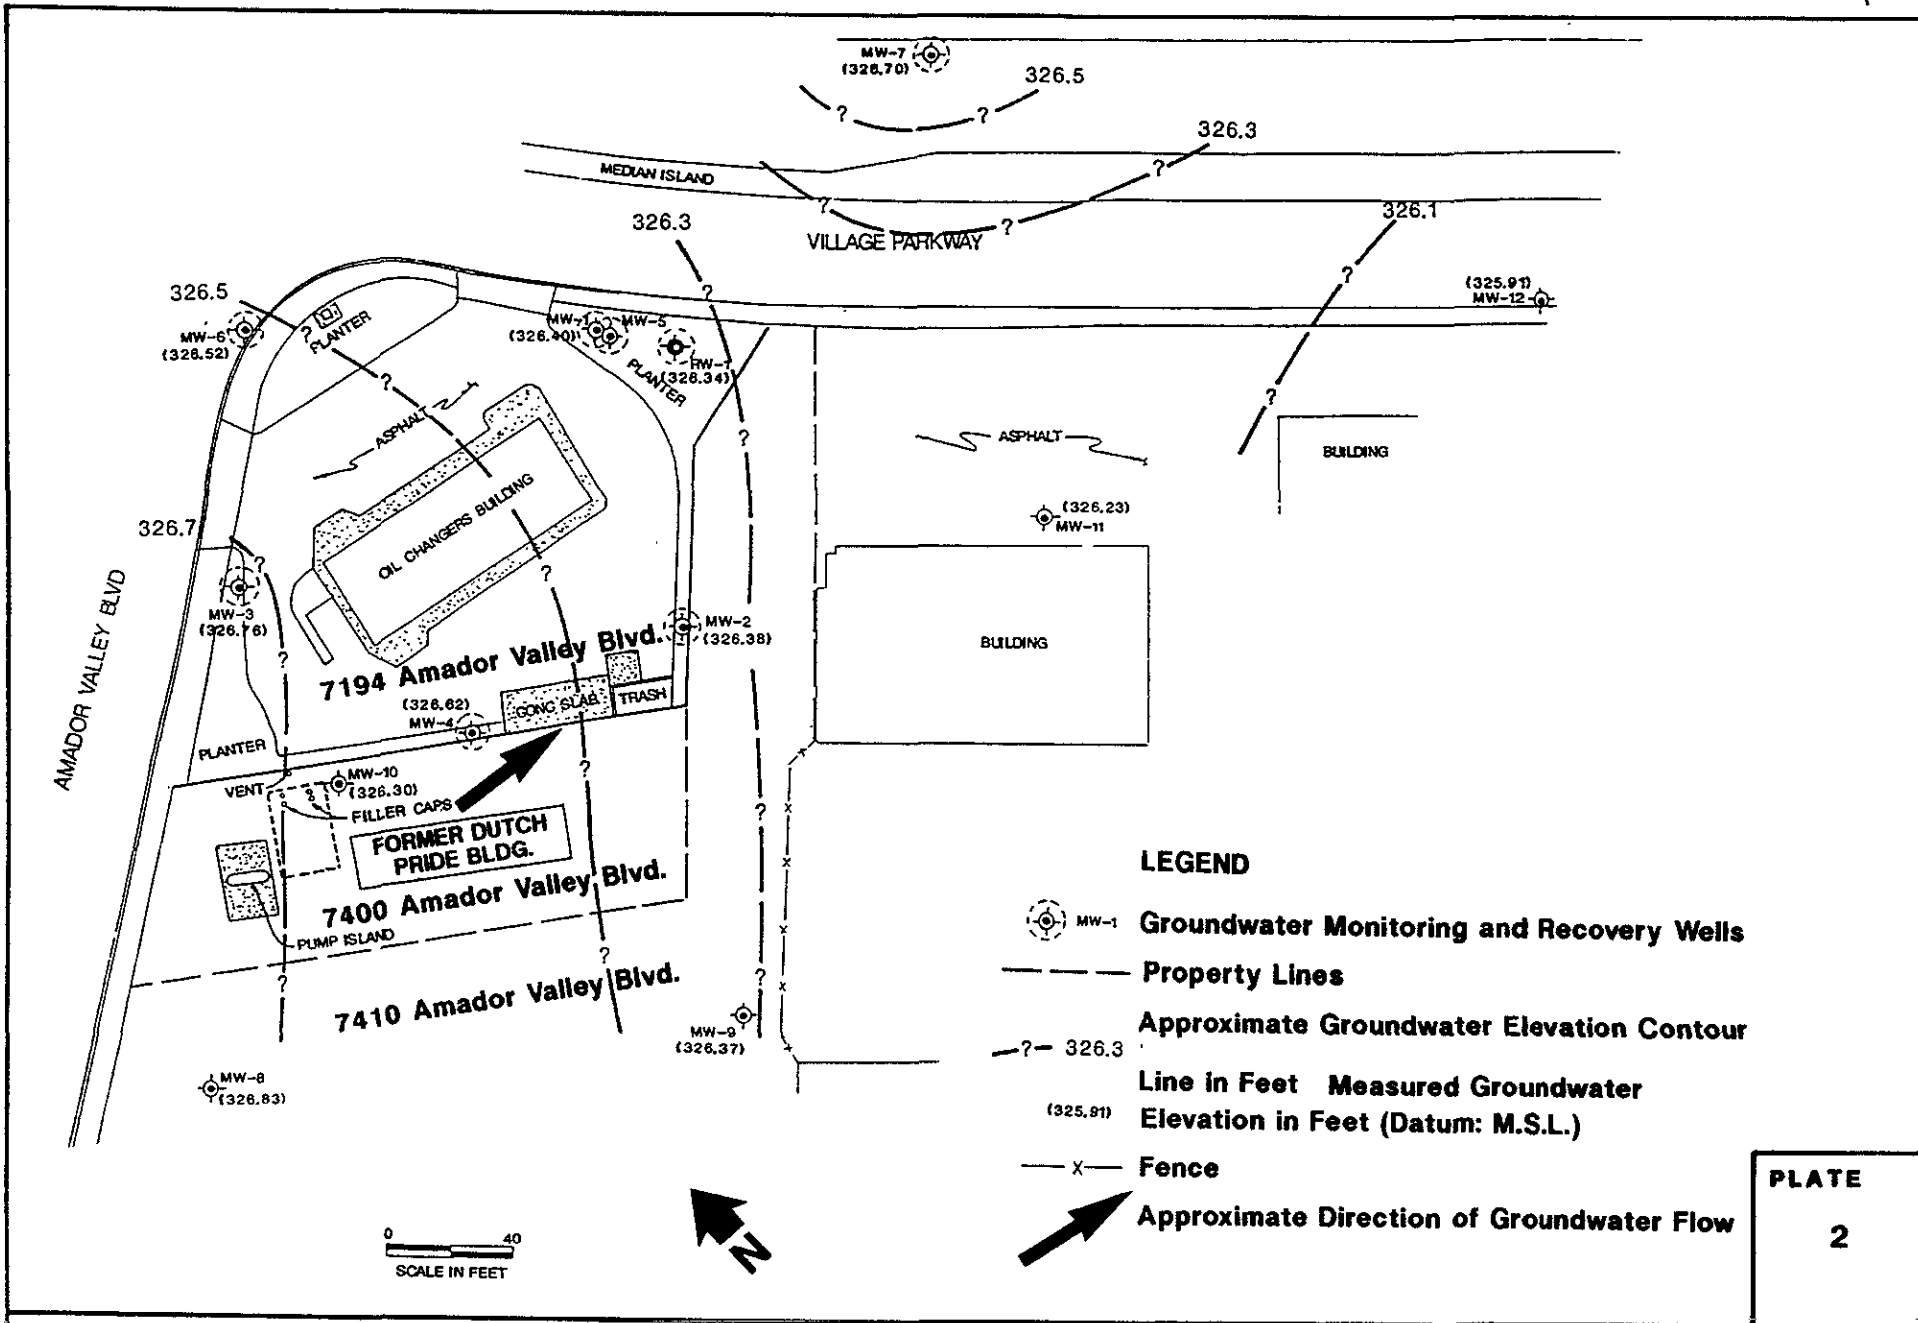 MW-7
(326.70)
326.5
?
?
326.3
?
MEDIAN ISLAND
?
?
326.3
326.1
VILLAGE PARKWAY
?
?
(325.91)
MW-12
326.5
?
PLANTER
MW-6
(326.52)
MW-1
(326.40)
MW-5
RW-1
(326.34)
PLANTER
?
?
?
ASPHALT
ASPHALT
BUILDING
OIL CHANGERS BUILDING
(326.23)
MW-11
326.7
?
?
MW-3
(326.76)
?
AMADOR VALLEY BLVD
MW-2
(326.38)
BUILDING
7194 Amador Valley Blvd.
(326.62)
MW-4
CONC SLAB
TRASH
PLANTER
VENT
MW-10
(326.30)
?
FILLER CAPS
?
FORMER DUTCH
PRIDE BLDG.
7400 Amador Valley Blvd.
PUMP ISLAND
?
?
?
7410 Amador Valley Blvd.
MW-9
(326.37)
MW-8
(326.83)
LEGEND
MW-1 Groundwater Monitoring and Recovery Wells
Property Lines
Approximate Groundwater Elevation Contour
? 326.3
Line in Feet Measured Groundwater
(325.91) Elevation in Feet (Datum: M.S.L.)
x Fence
Approximate Direction of Groundwater Flow
0 40
SCALE IN FEET
N
PLATE
2